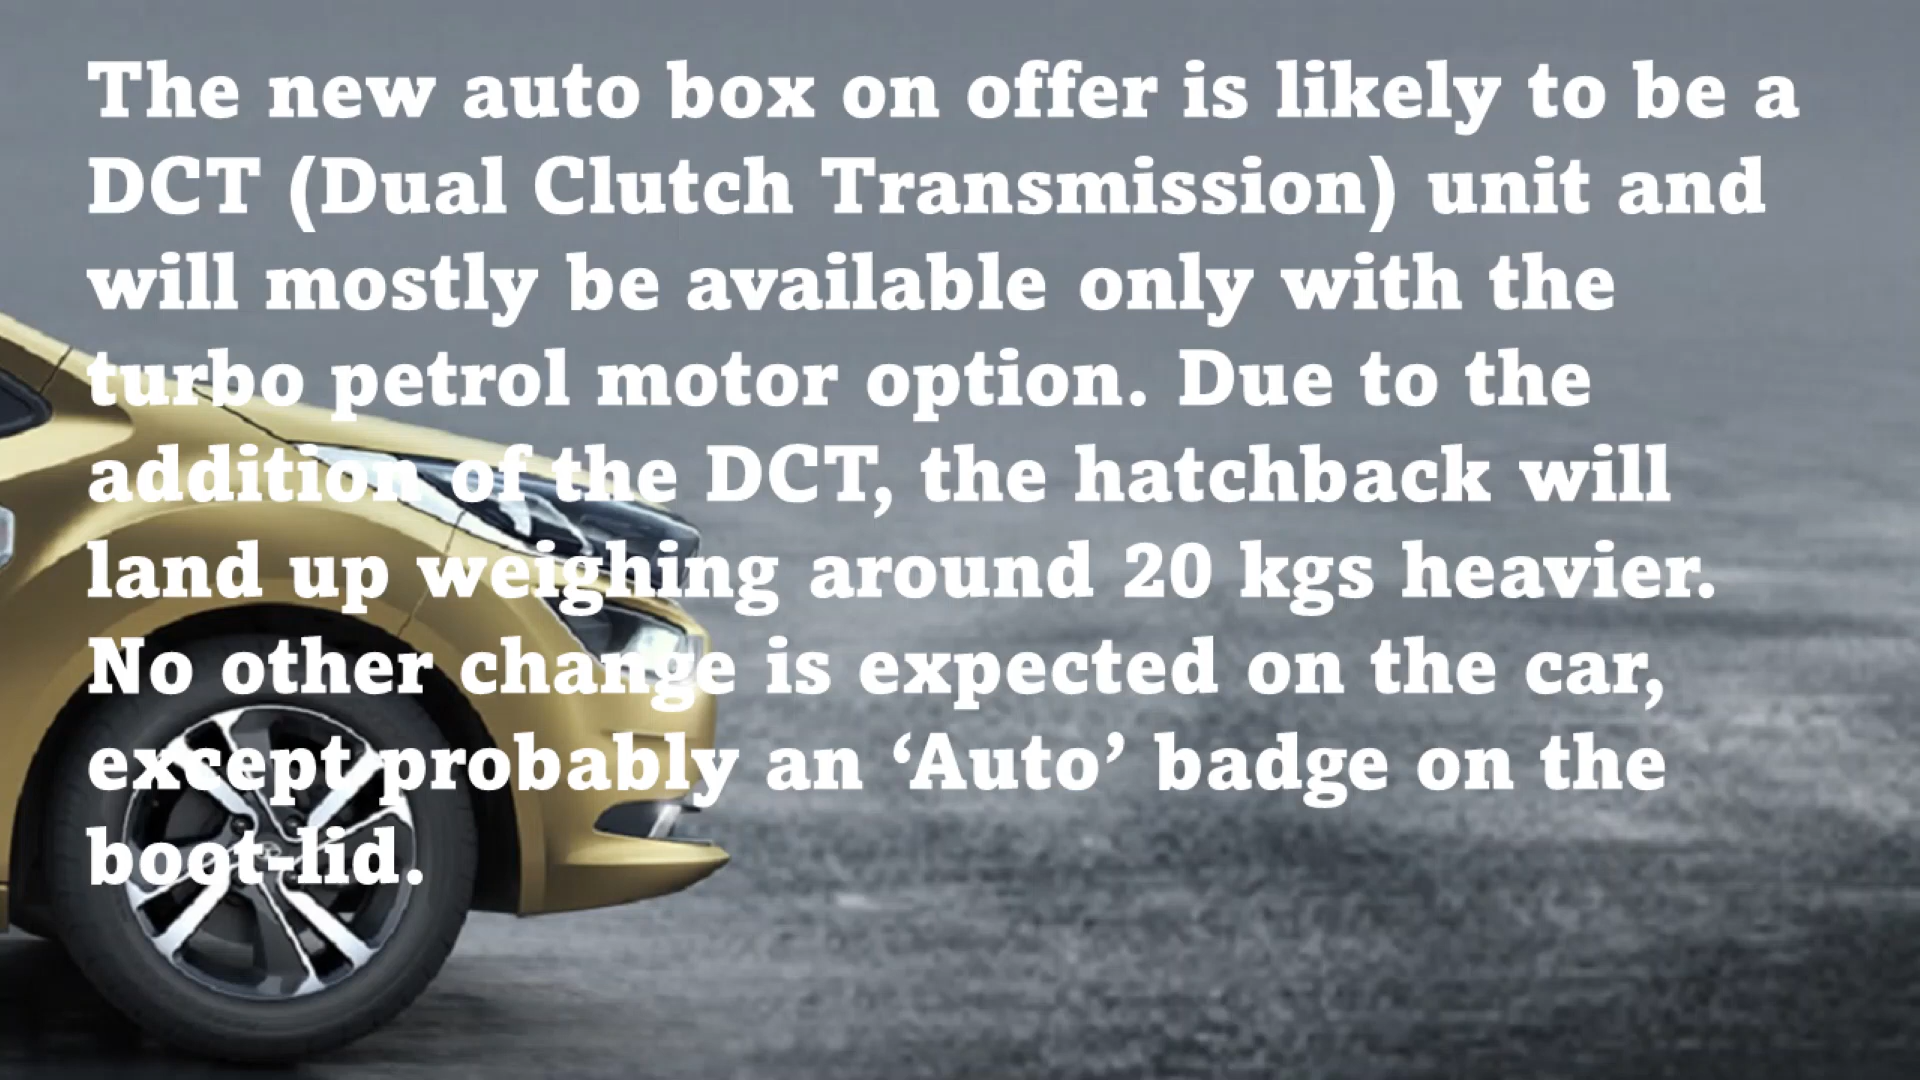 The new auto box on offer is likely to be a
DCT (Dual Clutch Transmission) unit and
will mostly be available only with the
turbo petrol motor option. Due to the
addition of the DCT, the hatchback will
land up weighing around 20 kgs heavier.
No other change is expected on the car,
except probably an ‘Auto’ badge on the
boot-lid.